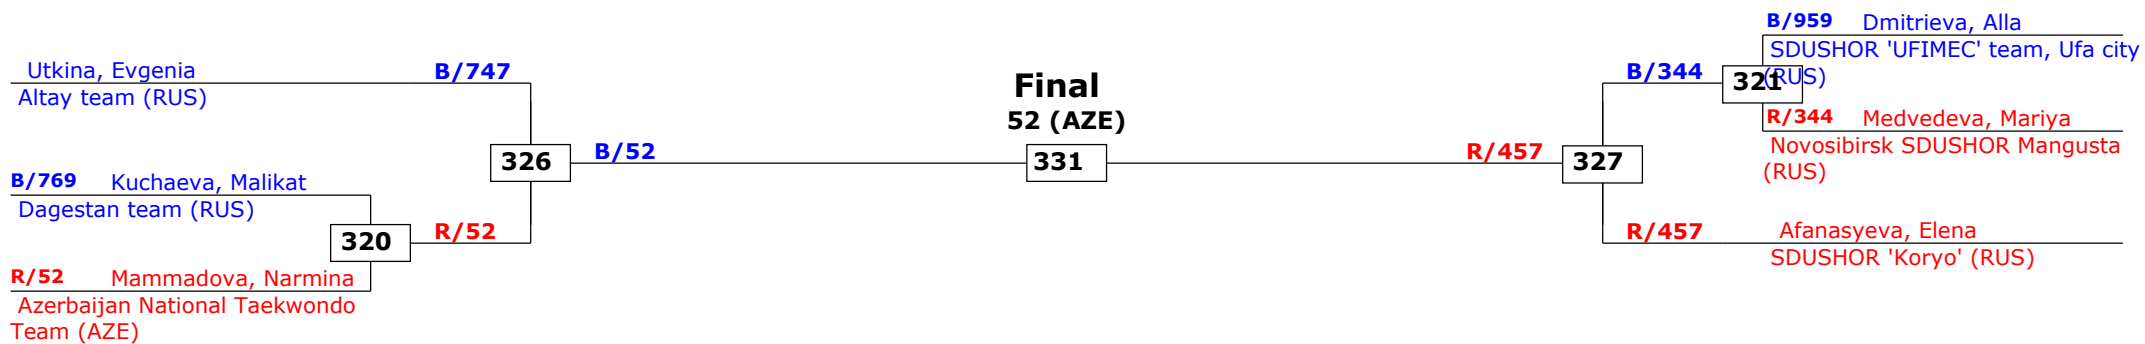 Utkina, Evgenia
Altay team (RUS)
B/747
B/769 Kuchaeva, Malikat
Dagestan team (RUS)
320
R/52
R/52 Mammadova, Narmina
Azerbaijan National Taekwondo
Team (AZE)
326
B/52
Final
52 (AZE)
331
R/457
327
B/344
R/457
B/959 Dmitrieva, Alla
SDUSHOR 'UFIMEC' team, Ufa city
(RUS)
321
R/344 Medvedeva, Mariya
Novosibirsk SDUSHOR Mangusta
(RUS)
Afanasyeva, Elena
SDUSHOR 'Koryo' (RUS)